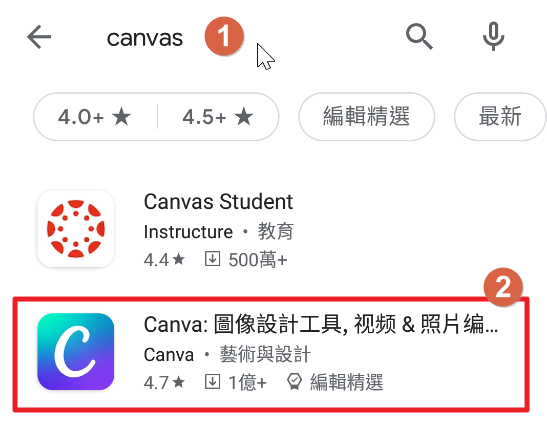 canvas 1
4.0+ ★ 4.5+ ★ 編輯精選 最新
Canvas Student
Instructure • 教育
4.4★ 500萬+
2
Canva: 圖像設計工具, 视频 & 照片编…
Canva • 藝術與設計
4.7★ 1億+ 編輯精選